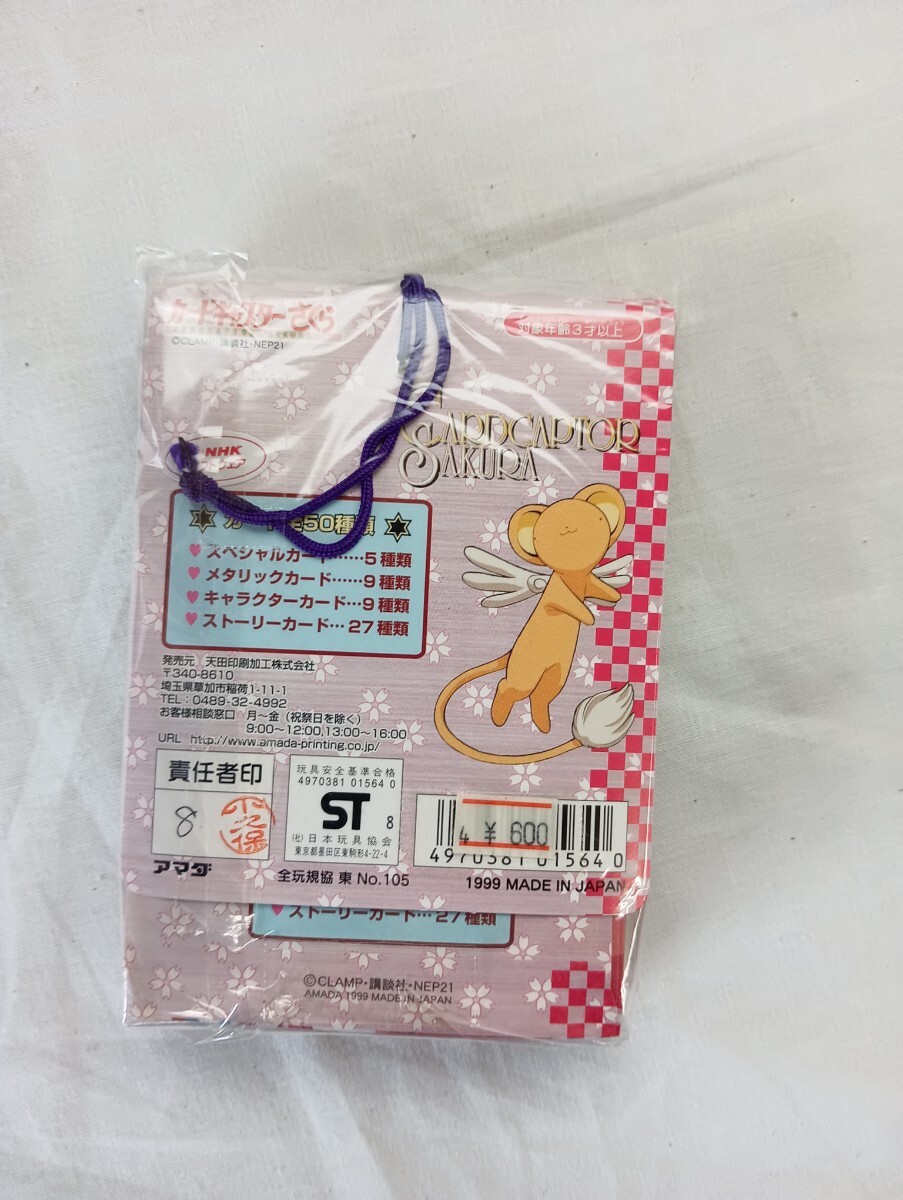 カードキャプターさくら
©CLAMP・講談社・NEP21
対象年齢3才以上
CARDCAPTOR
SAKURA
NHK
50種類
スペシャルカード……5種類
メタリックカード……9種類
キャラクターカード…9種類
ストーリーカード…27種類
発売元 天田印刷加工株式会社
〒340-8610
埼玉県草加市稲荷1-11-1
TEL:0489-32-4992
お客様相談窓口 月〜金(祝祭日を除く)
9:00〜12:00,13:00〜16:00
URL http://www.amada-printing.co.jp/
責任者印
8
玩具安全基準合格
4970381 01564 0
ST 8
(社)日本玩具協会
東京都墨田区東駒形4-22-4
4 ¥ 600
4970381015640
アマダ
全玩規協 東 No.105
1999 MADE IN JAPAN
ストーリーカード…27種類
©CLAMP・講談社・NEP21
AMADA 1999 MADE IN JAPAN